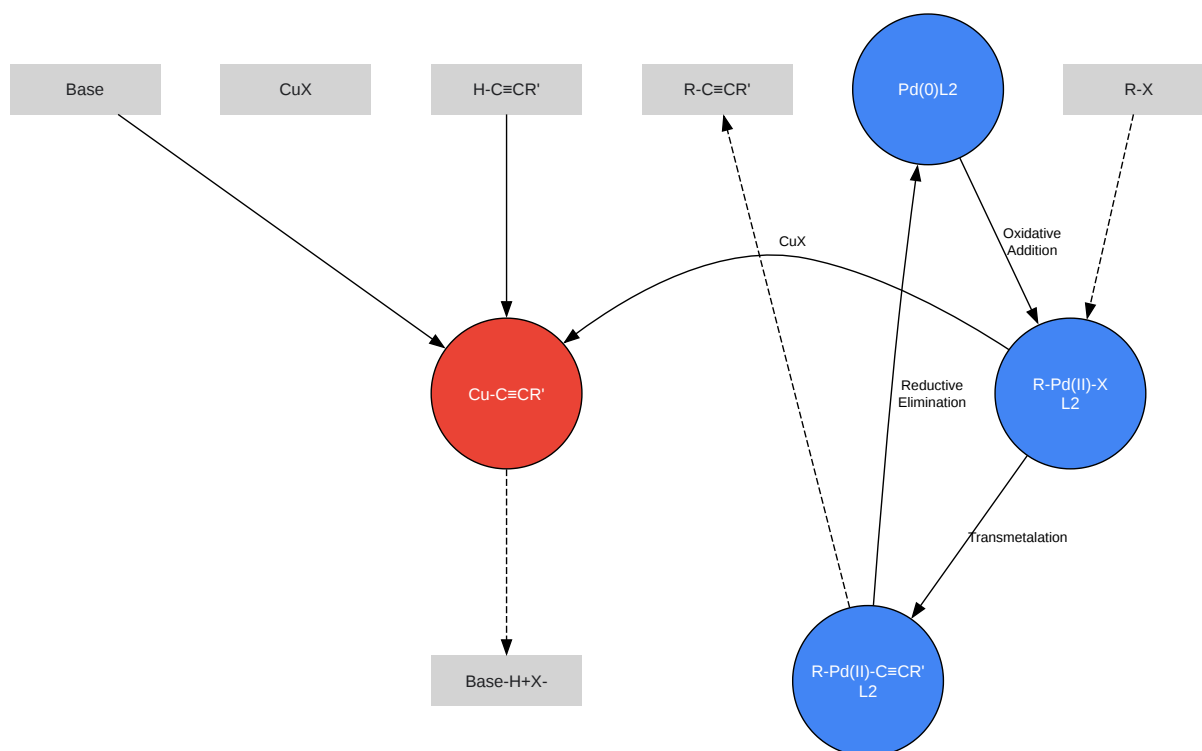 Base
CuX
H-C≡CR'
R-C≡CR'
Pd(0)L2
R-X
CuX
Oxidative
Addition
Cu-C≡CR'
Reductive
Elimination
R-Pd(II)-X
L2
Transmetalation
Base-H+X-
R-Pd(II)-C≡CR'
L2